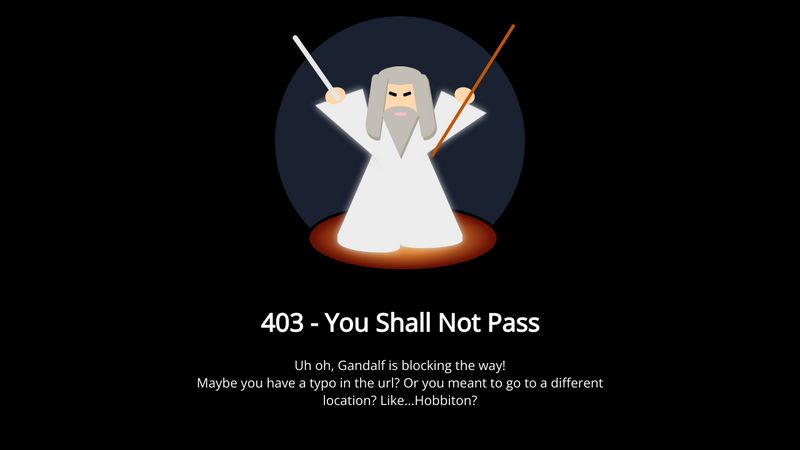 403 - You Shall Not Pass
Uh oh, Gandalf is blocking the way!
Maybe you have a typo in the url? Or you meant to go to a different
location? Like...Hobbiton?